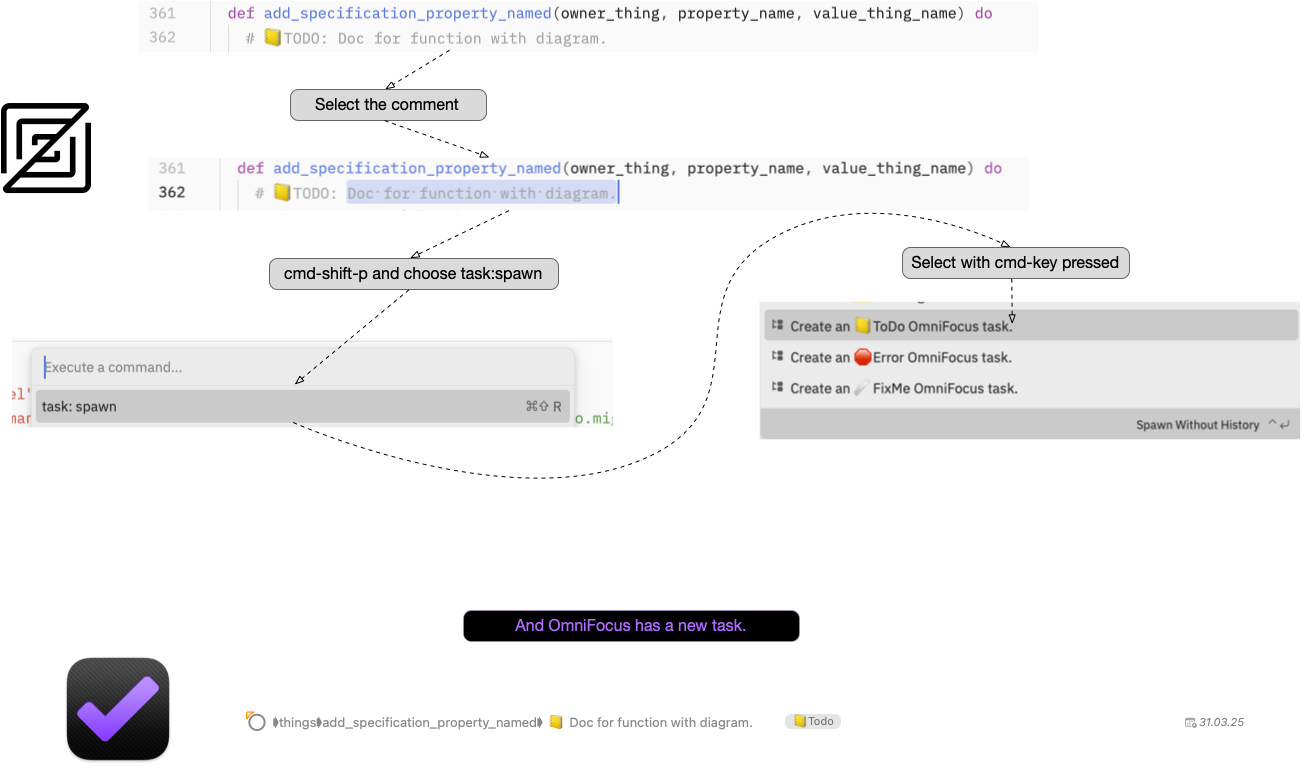 361 def add_specification_property_named(owner_thing, property_name, value_thing_name) do
362 # 📒TODO: Doc for function with diagram.
Select the comment
361 def add_specification_property_named(owner_thing, property_name, value_thing_name) do
362 # 📒TODO: Doc for function with diagram.
cmd-shift-p and choose task:spawn
Select with cmd-key pressed
Create an 📒ToDo OmniFocus task.
Execute a command...
Create an 🛑Error OmniFocus task.
el"
Create an FixMe OmniFocus task.
task: spawn ⌘⇧ R
o.mig
Spawn Without History ^ ↵
And OmniFocus has a new task.
things add_specification_property_named 📒 Doc for function with diagram. 📒Todo 31.03.25